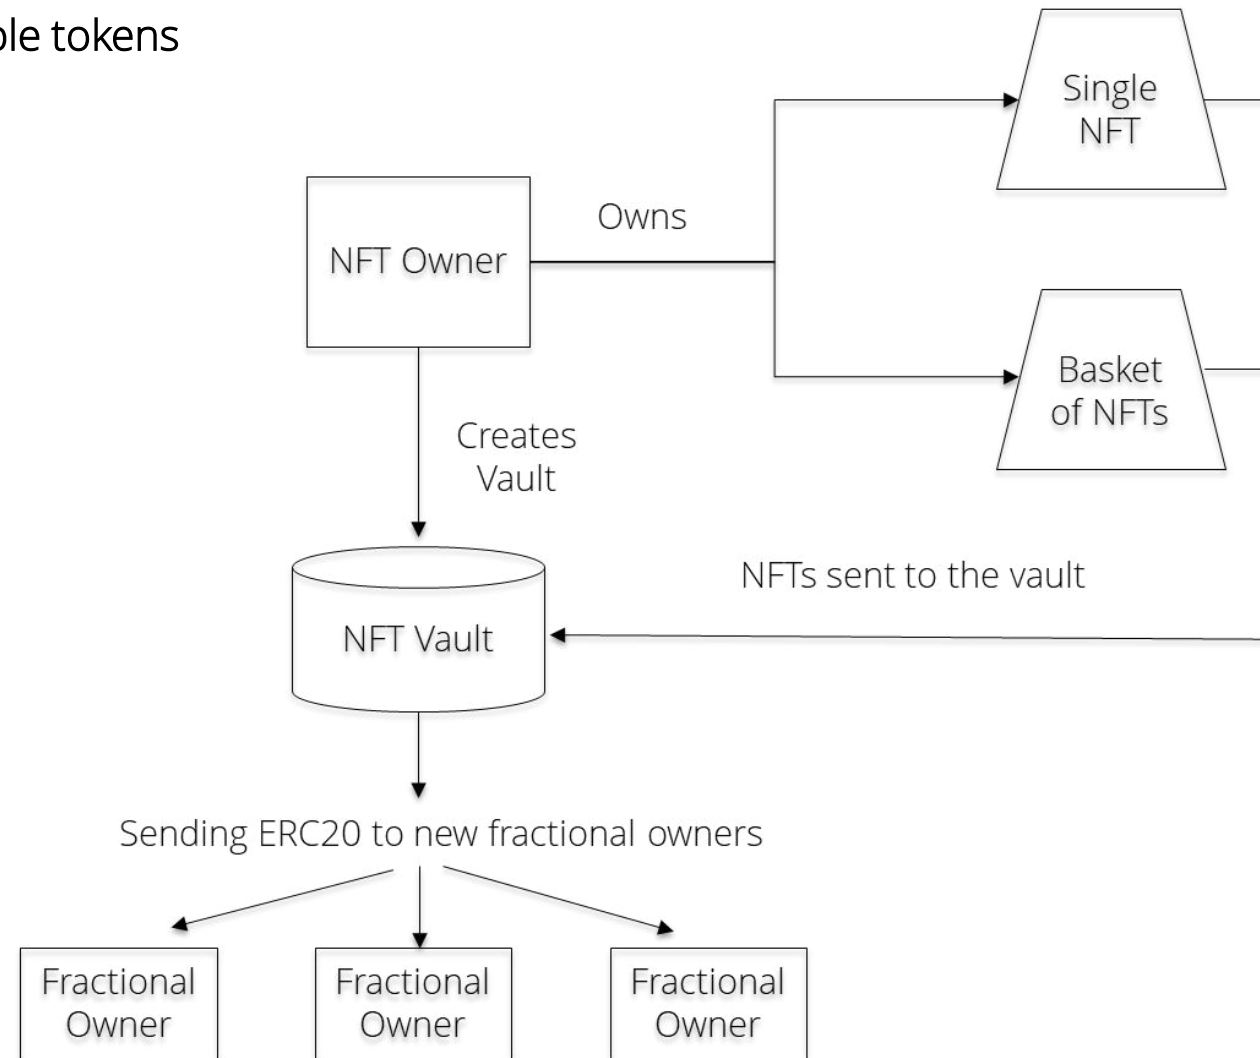 tokens
Single
NFT
Owns
NFT Owner
Basket
of NFTs
Creates
Vault
NFTs sent to the vault
NFT Vault
Sending ERC20 to new fractional owners
Fractional
Owner
Fractional
Owner
Fractional
Owner